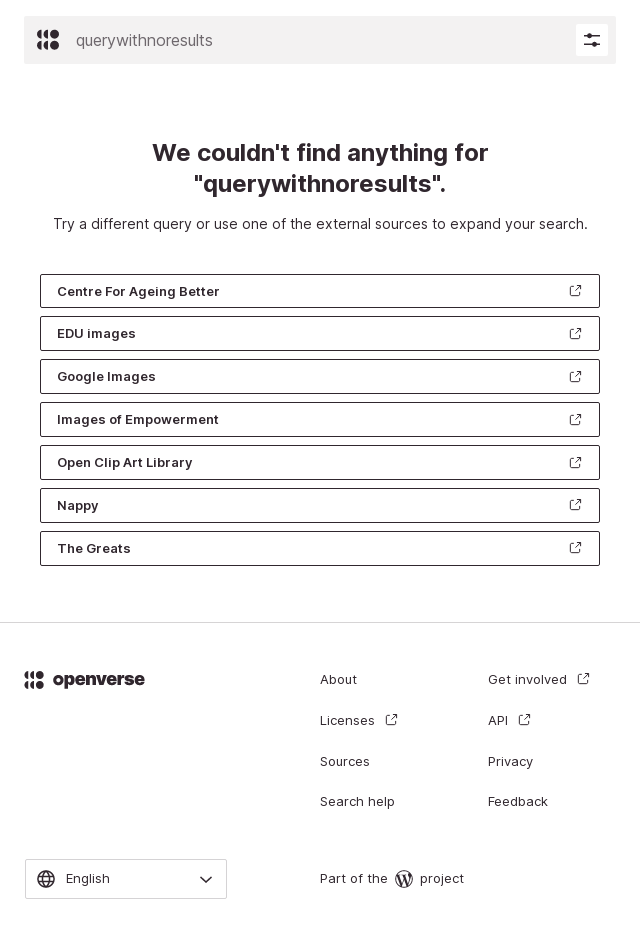 querywithnoresults
We couldn't find anything for
"querywithnoresults".
Try a different query or use one of the external sources to expand your search.
Centre For Ageing Better
EDU images
Google Images
Images of Empowerment
Open Clip Art Library
Nappy
The Greats
openverse
About
Get involved
Licenses
API
Sources
Privacy
Search help
Feedback
English
Part of the project